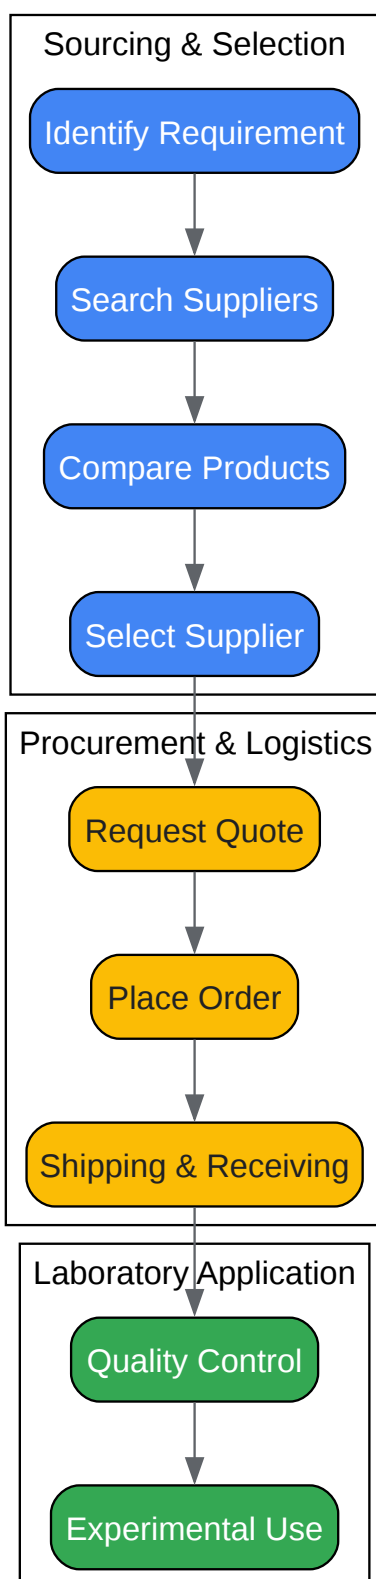 Sourcing & Selection
Identify Requirement
Search Suppliers
Compare Products
Select Supplier
Procurement & Logistics
Request Quote
Place Order
Shipping & Receiving
Laboratory Application
Quality Control
Experimental Use